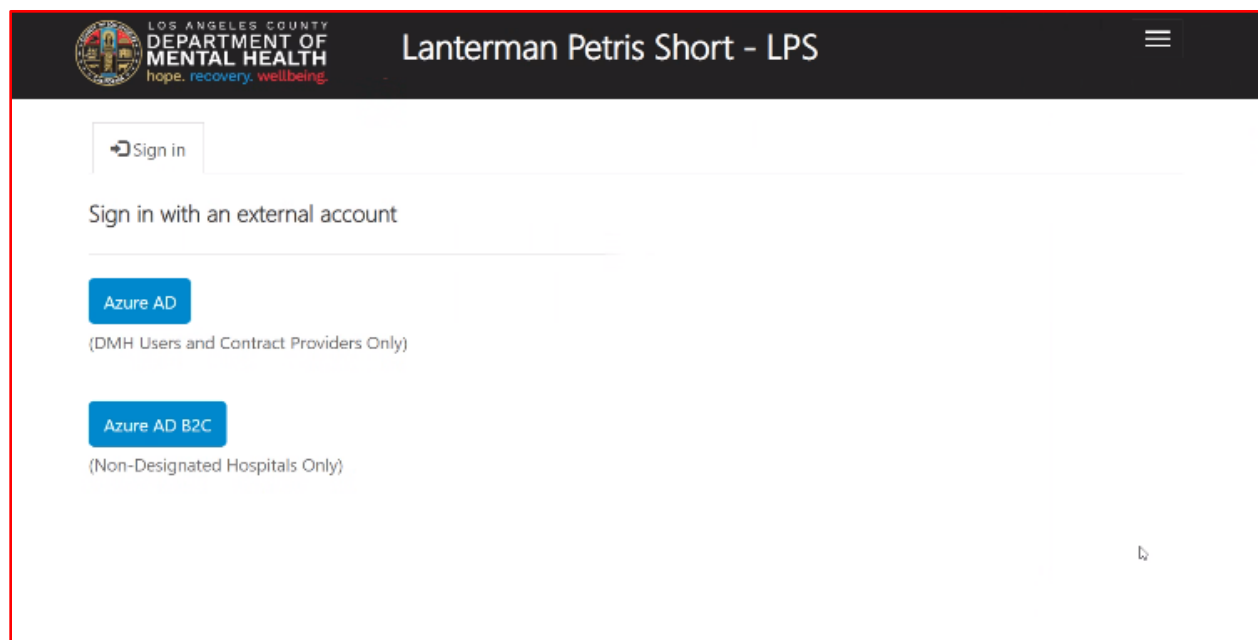 LOS ANGELES COUNTY
DEPARTMENT OF
MENTAL HEALTH
hope. recovery. wellbeing.
Lanterman Petris Short - LPS
Sign in
Sign in with an external account
Azure AD
(DMH Users and Contract Providers Only)
Azure AD B2C
(Non-Designated Hospitals Only)